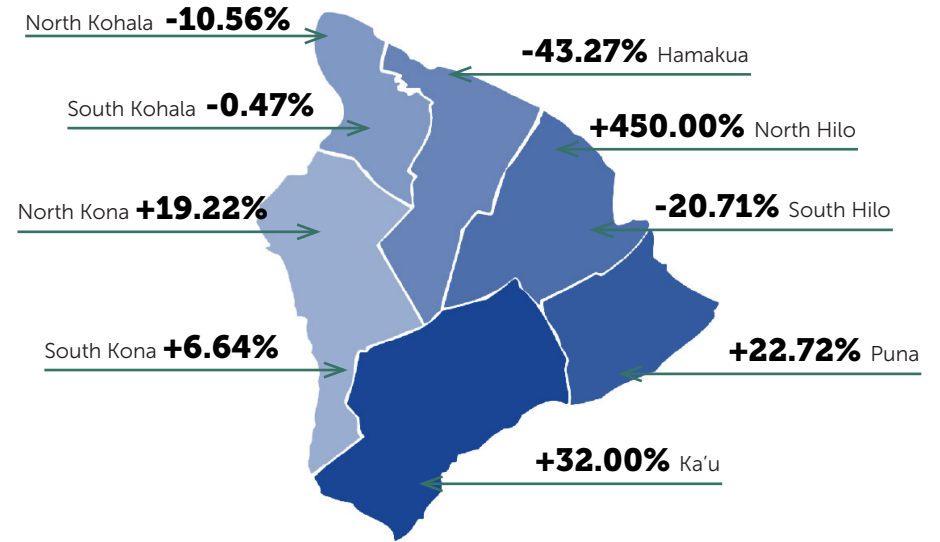 North Kohala -10.56%
-43.27% Hamakua
South Kohala -0.47%
+450.00% North Hilo
North Kona +19.22%
-20.71% South Hilo
South Kona +6.64%
+22.72% Puna
+32.00% Ka'u